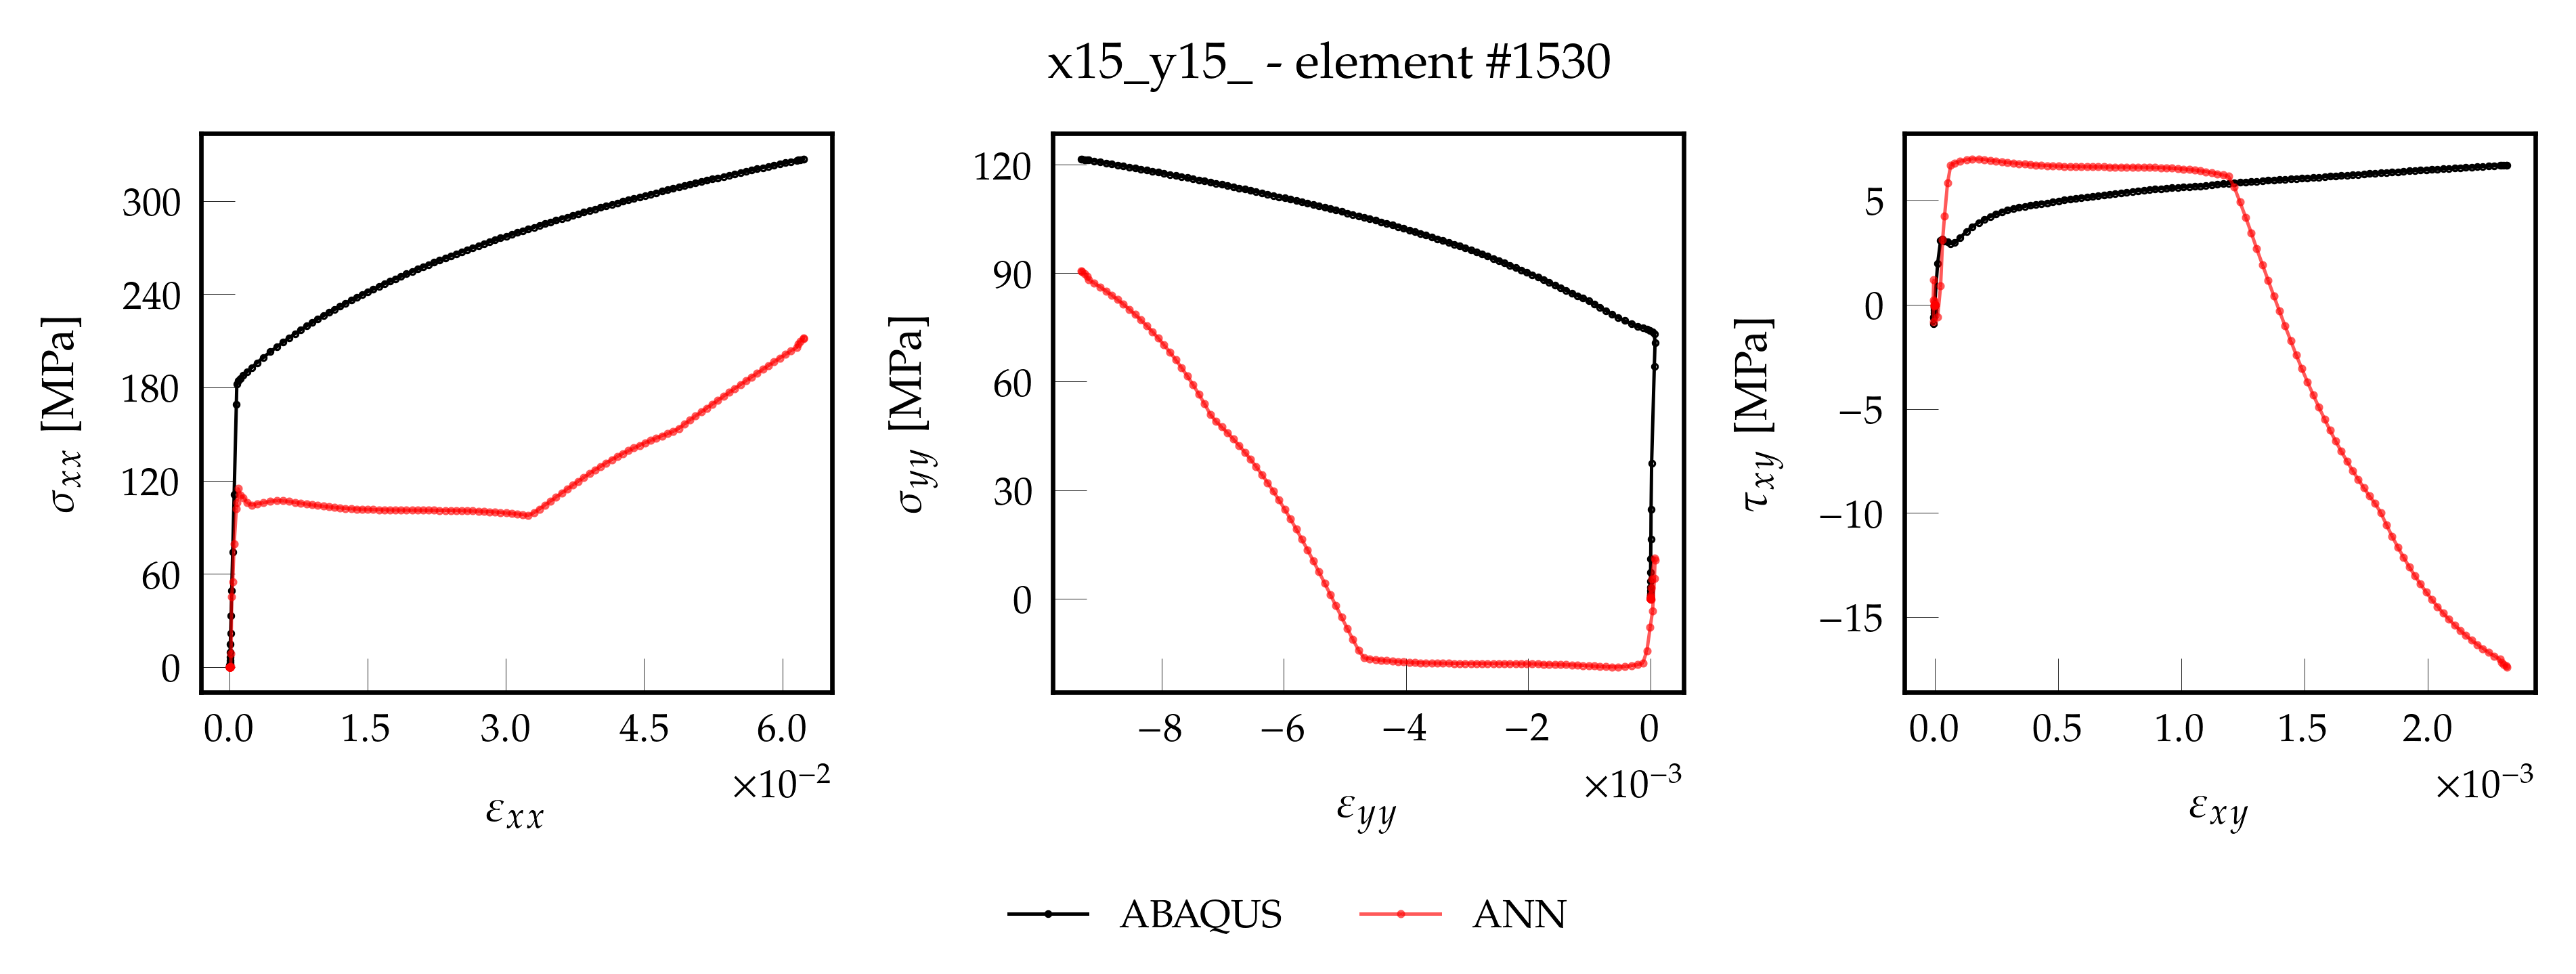 x15_y15_ - element #1530
σxx [MPa]
300
240
180
120
60
0
0.0 1.5 3.0 4.5 6.0
×10−2
εxx
σyy [MPa]
120
90
60
30
0
−8 −6 −4 −2 0
×10−3
εyy
τxy [MPa]
5
0
−5
−10
−15
0.0 0.5 1.0 1.5 2.0
×10−3
εxy
ABAQUS ANN